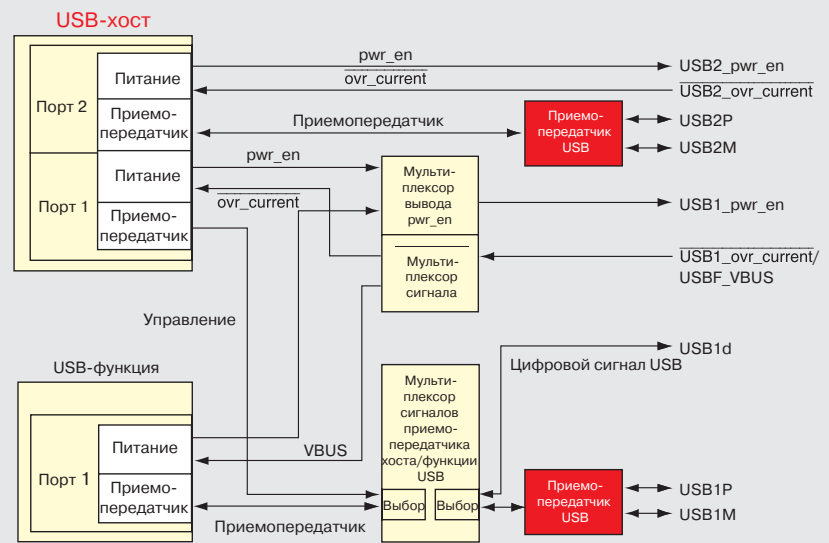 USB-хост
Порт 2
Питание
Приемо-
передатчик
Порт 1
Питание
Приемо-
передатчик
pwr_en
ovr_current
Приемопередатчик
pwr_en
ovr_current
Мульти-
плексор
вывода
pwr_en
Мульти-
плексор
сигнала
Приемо-
передатчик
USB
USB2_pwr_en
USB2_ovr_current
USB2P
USB2M
USB1_pwr_en
USB1_ovr_current/
USBF_VBUS
Управление
USB1d
Цифровой сигнал USB
USB-функция
Порт 1
Питание
Приемо-
передатчик
VBUS
Приемопередатчик
Мульти-
плексор
сигналов
приемо-
передатчика
хоста/функции
USB
Выбор
Выбор
Приемо-
передатчик
USB
USB1P
USB1M